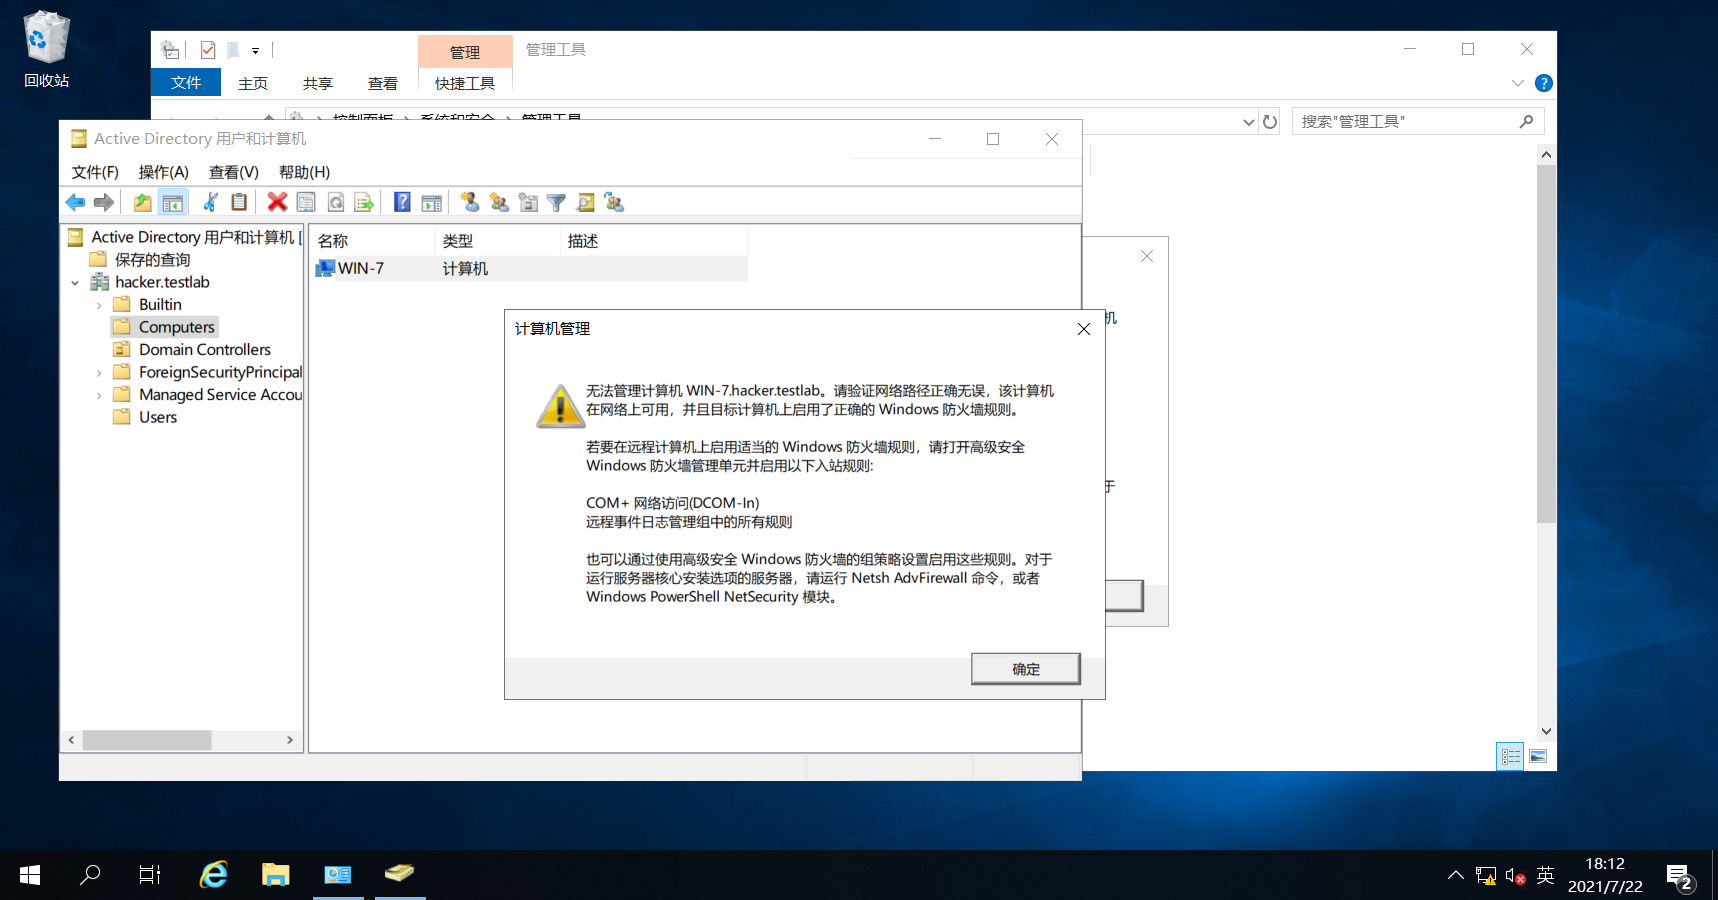 回收站
管理
管理工具
文件
主页
共享
查看
快捷工具
控制面板
系统和安全
管理工具
搜索"管理工具"
Active Directory 用户和计算机
文件(F)
操作(A)
查看(V)
帮助(H)
Active Directory 用户和计算机 [
保存的查询
hacker.testlab
Builtin
Computers
Domain Controllers
ForeignSecurityPrincipal
Managed Service Accou
Users
名称
类型
描述
WIN-7
计算机
机
于
计算机管理
无法管理计算机 WIN-7.hacker.testlab。请验证网络路径正确无误，该计算机
在网络上可用，并且目标计算机上启用了正确的 Windows 防火墙规则。
若要在远程计算机上启用适当的 Windows 防火墙规则，请打开高级安全
Windows 防火墙管理单元并启用以下入站规则:
COM+ 网络访问(DCOM-In)
远程事件日志管理组中的所有规则
也可以通过使用高级安全 Windows 防火墙的组策略设置启用这些规则。对于
运行服务器核心安装选项的服务器，请运行 Netsh AdvFirewall 命令，或者
Windows PowerShell NetSecurity 模块。
确定
英
18:12
2021/7/22
2